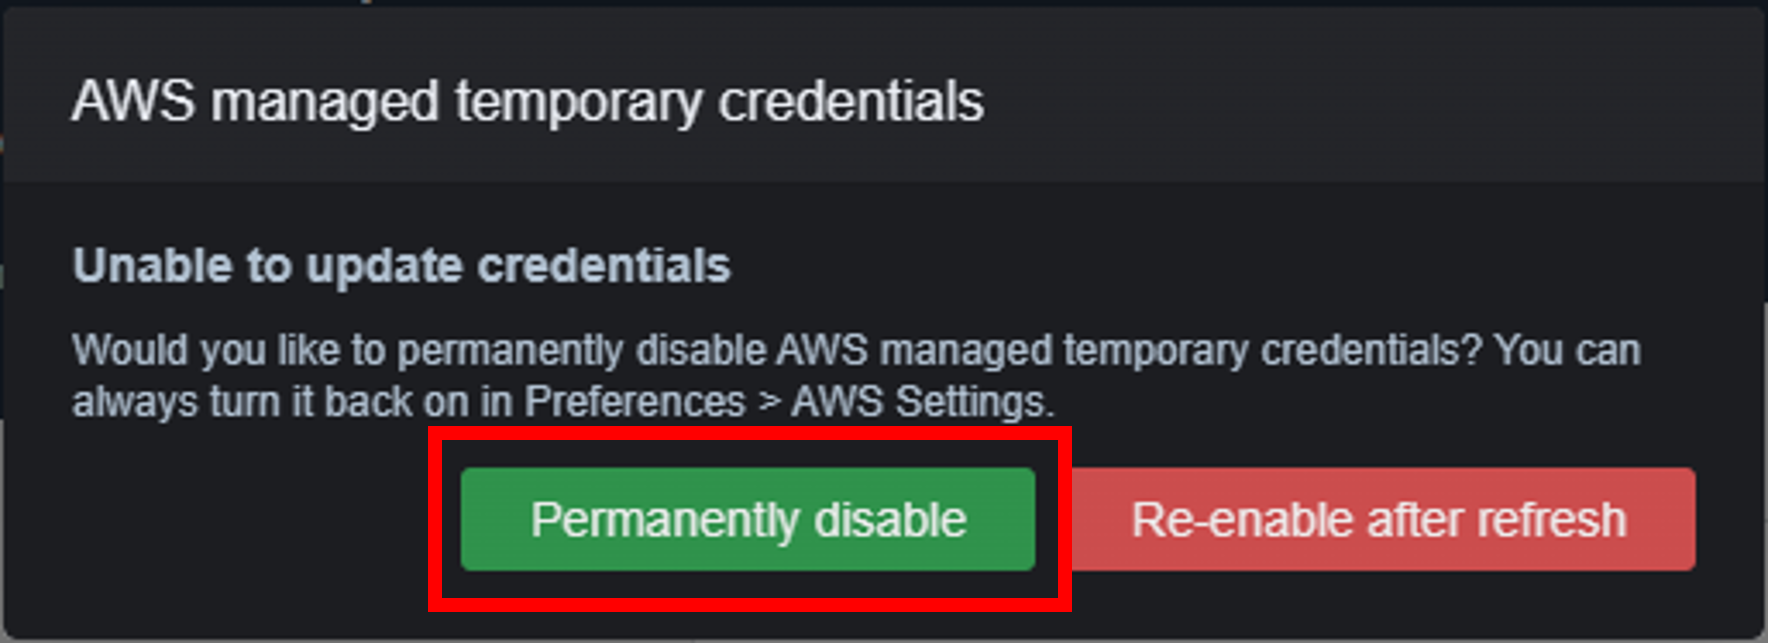 AWS managed temporary credentials
Unable to update credentials
Would you like to permanently disable AWS managed temporary credentials? You can
always turn it back on in Preferences > AWS Settings.
Permanently disable
Re-enable after refresh